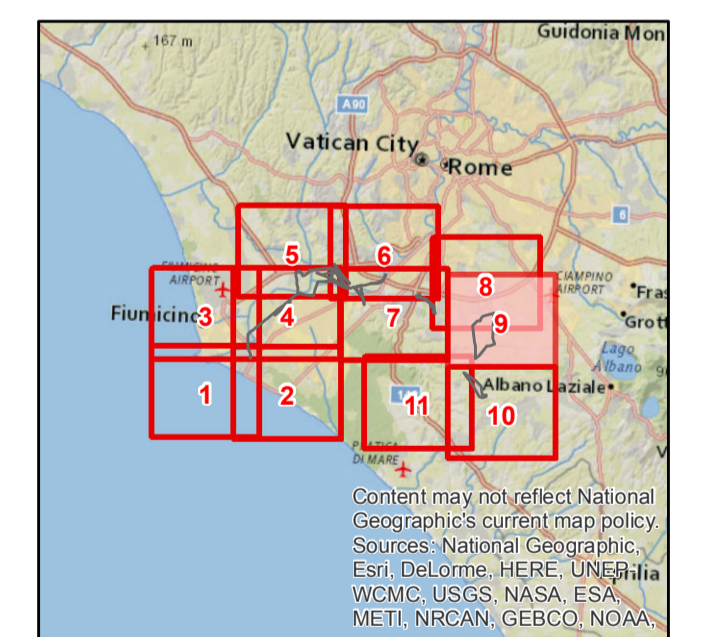 Guidonia Mon
167 m
A90
Vatican City
Rome
6
5
6
8
FIUMICINO
AIRPORT
CIAMPINO
AIRPORT
Fras
Fiumicino
3
4
7
9
Grott
Lago
Albano
Albano Laziale
1
2
11
10
PRATICA
DI MARE
Content may not reflect National
Geographic's current map policy.
Sources: National Geographic,
Esri, DeLorme, HERE, UNEP-
WCMC, USGS, NASA, ESA,
METI, NRCAN, GEBCO, NOAA,